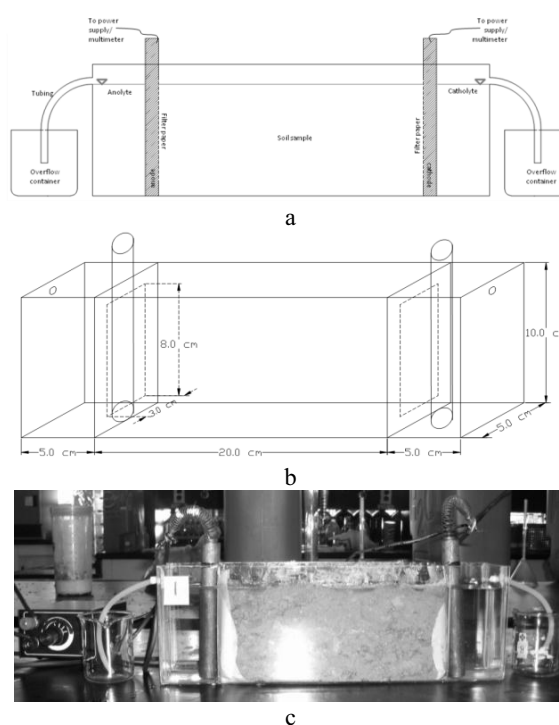 To power
supply/
multimeter
To power
supply/
multimeter
Tubing
Anolyte
Catholyte
Filter paper
Soil sample
Filter paper
anode
cathode
Overflow
container
Overflow
container
a
8.0 cm
3.0 cm
10.0 c
5.0 cm
20.0 cm
5.0 cm
5.0 cm
b
1
c